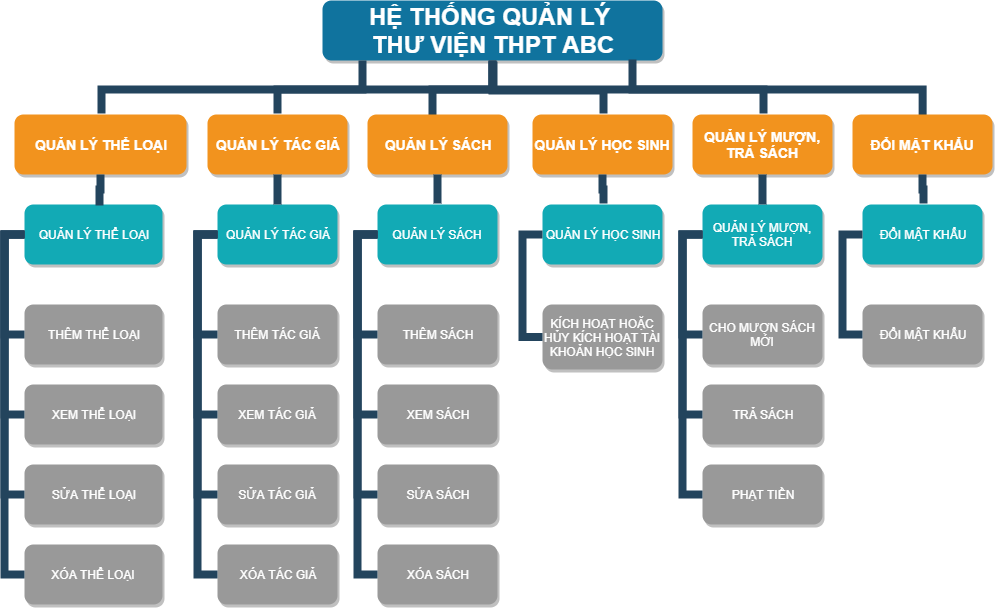 HỆ THỐNG QUẢN LÝ
THƯ VIỆN THPT ABC
QUẢN LÝ THỂ LOẠI
QUẢN LÝ TÁC GIẢ
QUẢN LÝ SÁCH
QUẢN LÝ HỌC SINH
QUẢN LÝ MƯỢN,
TRẢ SÁCH
ĐỔI MẬT KHẨU
QUẢN LÝ THỂ LOẠI
QUẢN LÝ TÁC GIẢ
QUẢN LÝ SÁCH
QUẢN LÝ HỌC SINH
QUẢN LÝ MƯỢN,
TRẢ SÁCH
ĐỔI MẬT KHẨU
THÊM THỂ LOẠI
THÊM TÁC GIẢ
THÊM SÁCH
KÍCH HOẠT HOẶC
HỦY KÍCH HOẠT TÀI
KHOẢN HỌC SINH
CHO MƯỢN SÁCH
MỚI
ĐỔI MẬT KHẨU
XEM THỂ LOẠI
XEM TÁC GIẢ
XEM SÁCH
TRẢ SÁCH
SỬA THỂ LOẠI
SỬA TÁC GIẢ
SỬA SÁCH
PHẠT TIỀN
XÓA THỂ LOẠI
XÓA TÁC GIẢ
XÓA SÁCH